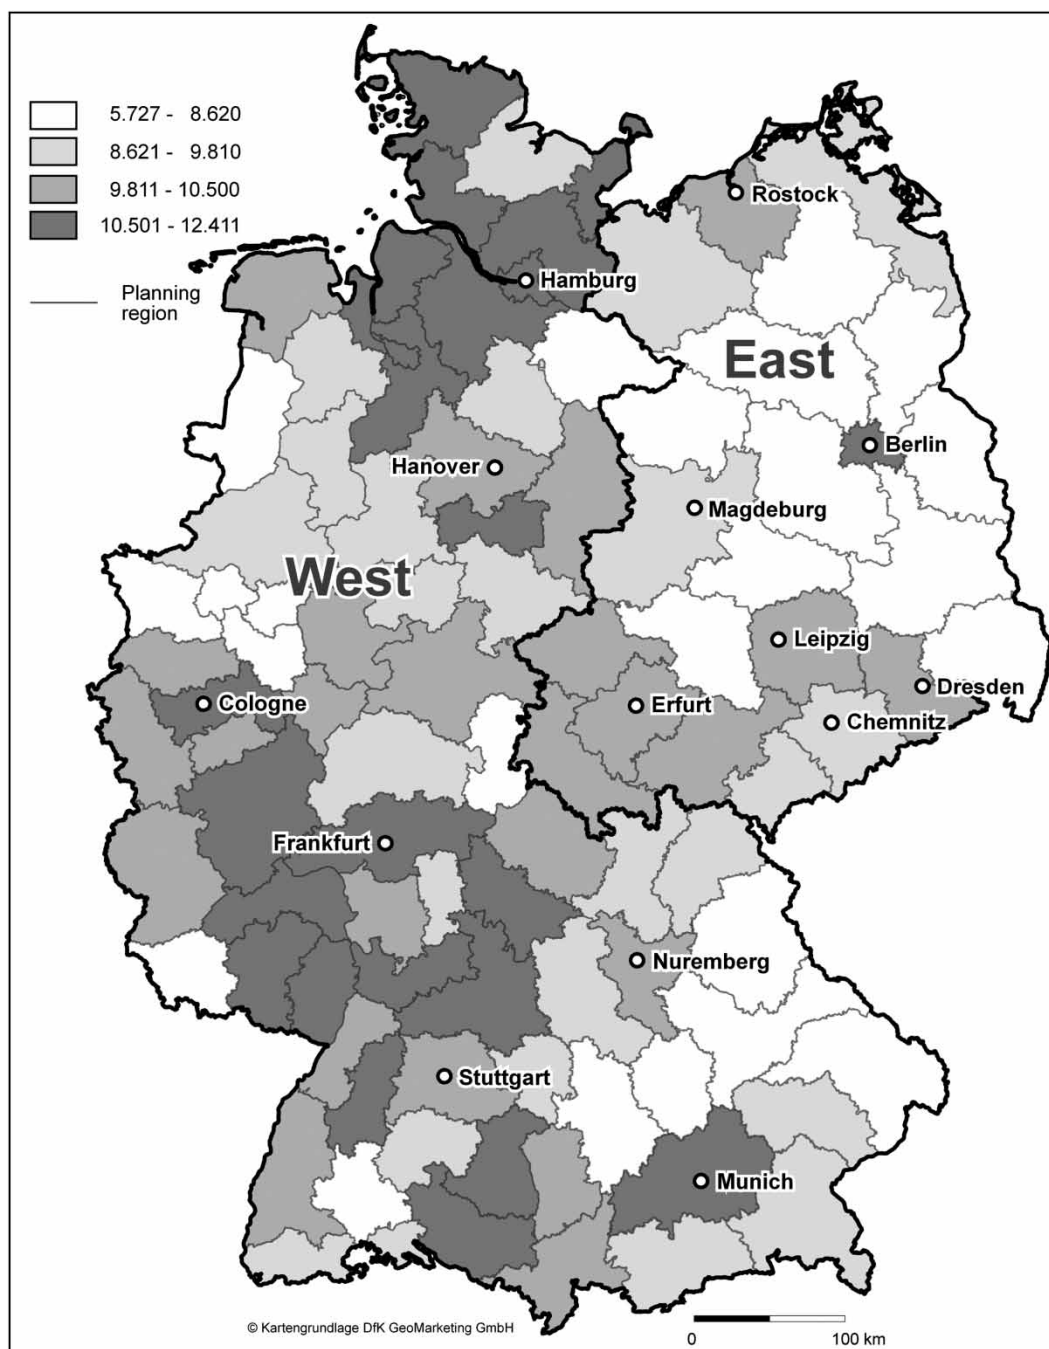 5.727 - 8.620
8.621 - 9.810
9.811 - 10.500
10.501 - 12.411
Planning
region
Rostock
Hamburg
East
Berlin
Hanover
Magdeburg
West
Leipzig
Dresden
Cologne
Erfurt
Chemnitz
Frankfurt
Nuremberg
Stuttgart
Munich
© Kartengrundlage DfK GeoMarketing GmbH
0 100 km